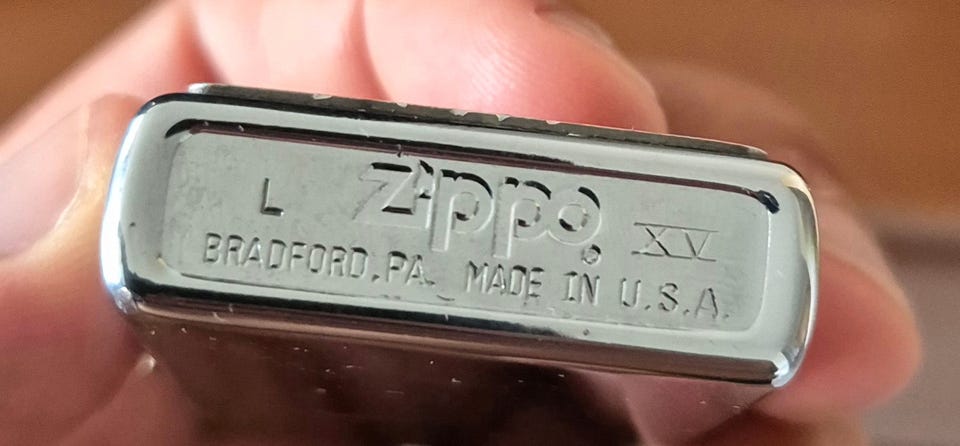 L Zippo® XV
BRADFORD, PA. MADE IN U.S.A.